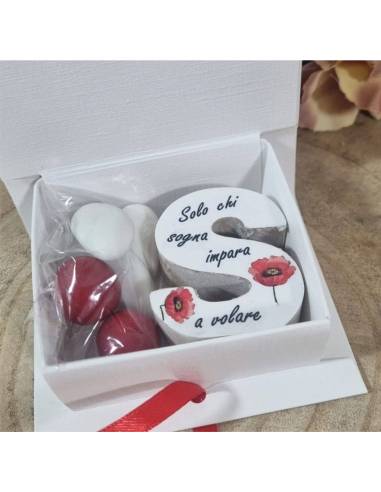 Solo chi
sogna
impara
a volare